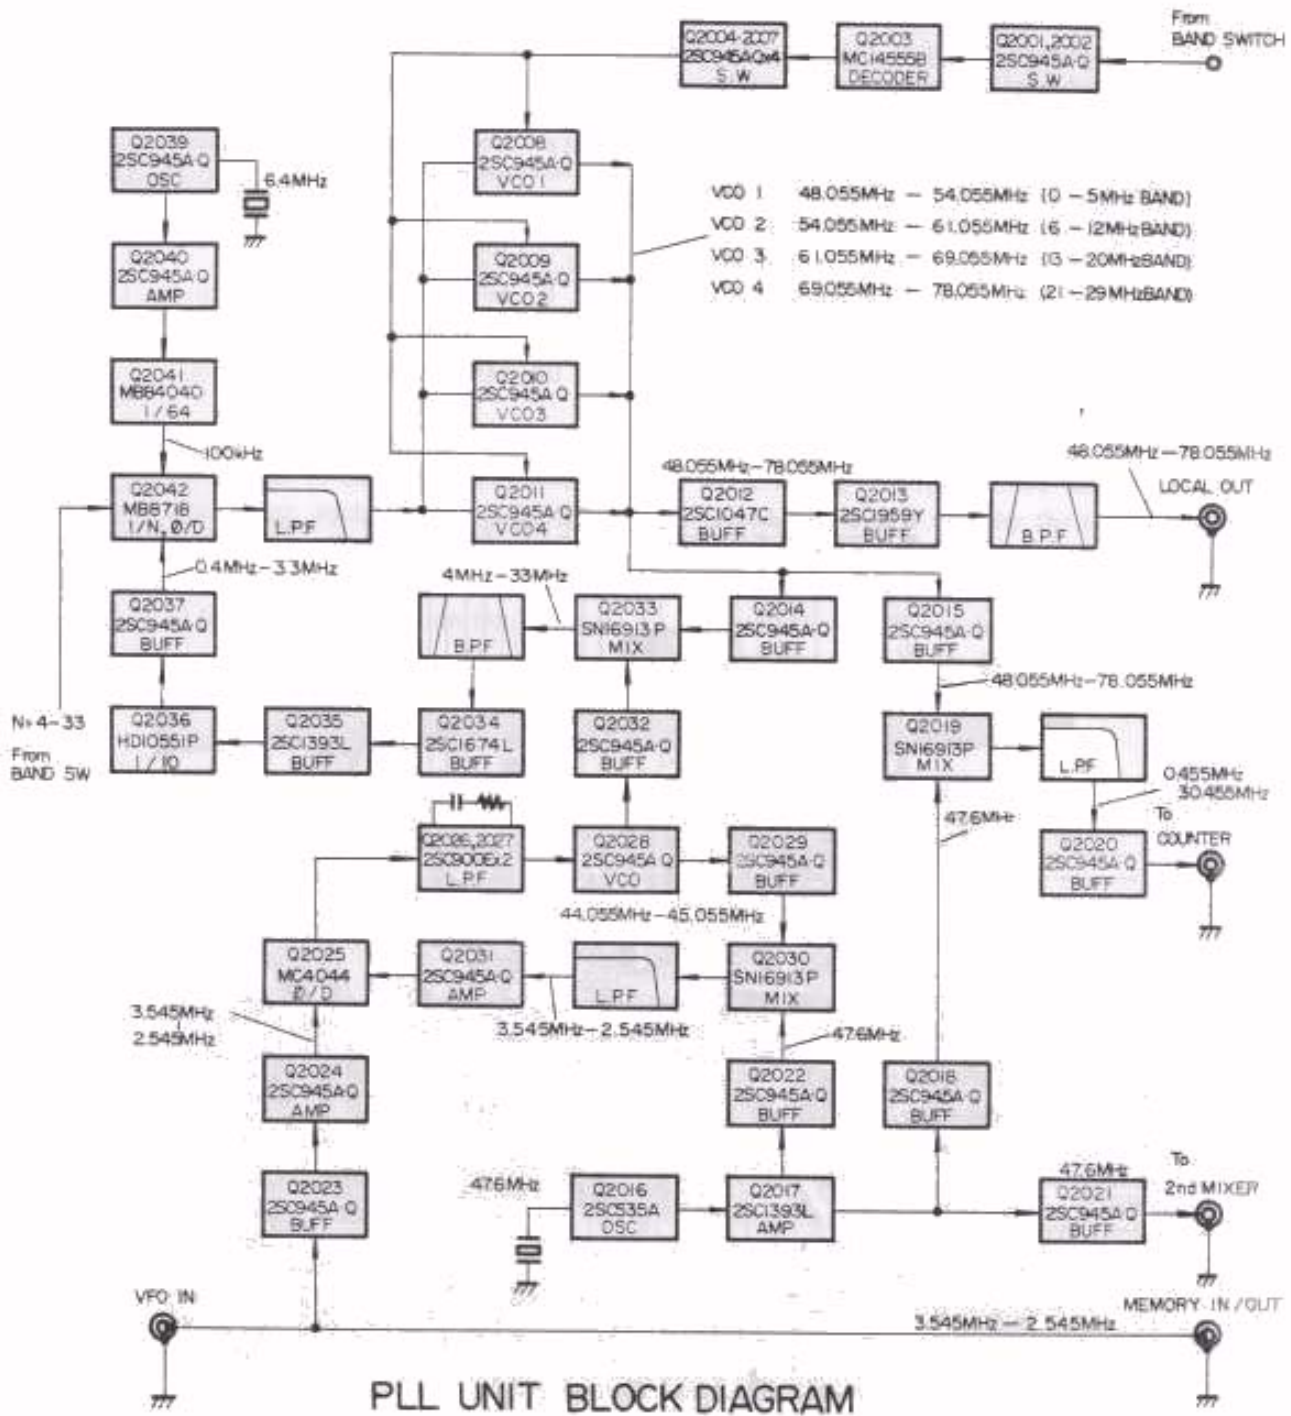 From
BAND SWITCH
Q2004-2007
2SC945A·Q×4
S.W
Q2003
MC14555B
DECODER
Q2001,2002
2SC945A·Q
S.W
Q2039
2SC945A·Q
OSC
6.4MHz
Q2008
2SC945A·Q
VCO1
VCO 1 48.055MHz - 54.055MHz (0 - 5MHz BAND)
VCO 2 54.055MHz - 61.055MHz (6 - 12MHz BAND)
VCO 3 61.055MHz - 69.055MHz (13 - 20MHz BAND)
VCO 4 69.055MHz - 78.055MHz (21 - 29MHz BAND)
Q2040
2SC945A·Q
AMP
Q2009
2SC945A·Q
VCO2
Q2041
MB84040
1/64
100kHz
Q2010
2SC945A·Q
VCO3
Q2042
MB8718
1/N, Ø/D
L.P.F
Q2011
2SC945A·Q
VCO4
48.055MHz-78.055MHz
Q2012
2SC1047C
BUFF
Q2013
2SC1959Y
BUFF
B.P.F
48.055MHz-78.055MHz
LOCAL OUT
0.4MHz-3.3MHz
4MHz-33MHz
Q2037
2SC945A·Q
BUFF
B.P.F
Q2033
SN16913P
MIX
Q2014
2SC945A·Q
BUFF
Q2015
2SC945A·Q
BUFF
48.055MHz-78.055MHz
N=4-33
From
BAND SW
Q2036
HD10551P
1/10
Q2035
2SC1393L
BUFF
Q2034
2SC1674L
BUFF
Q2032
2SC945A·Q
BUFF
Q2019
SN16913P
MIX
L.P.F
0.455MHz
30.455MHz
To
COUNTER
47.6MHz
Q2026,2027
2SC900E×2
L.P.F
Q2028
2SC945A·Q
VCO
Q2029
2SC945A·Q
BUFF
Q2020
2SC945A·Q
BUFF
44.055MHz-45.055MHz
Q2025
MC4044
Ø/D
Q2031
2SC945A·Q
AMP
L.P.F
Q2030
SN16913P
MIX
3.545MHz
2.545MHz
3.545MHz-2.545MHz
47.6MHz
Q2024
2SC945A·Q
AMP
Q2022
2SC945A·Q
BUFF
Q2018
2SC945A·Q
BUFF
Q2023
2SC945A·Q
BUFF
47.6MHz
Q2016
2SC535A
OSC
Q2017
2SC1393L
AMP
47.6MHz
Q2021
2SC945A·Q
BUFF
To
2nd MIXER
VFO IN
MEMORY IN/OUT
3.545MHz - 2.545MHz
PLL UNIT BLOCK DIAGRAM